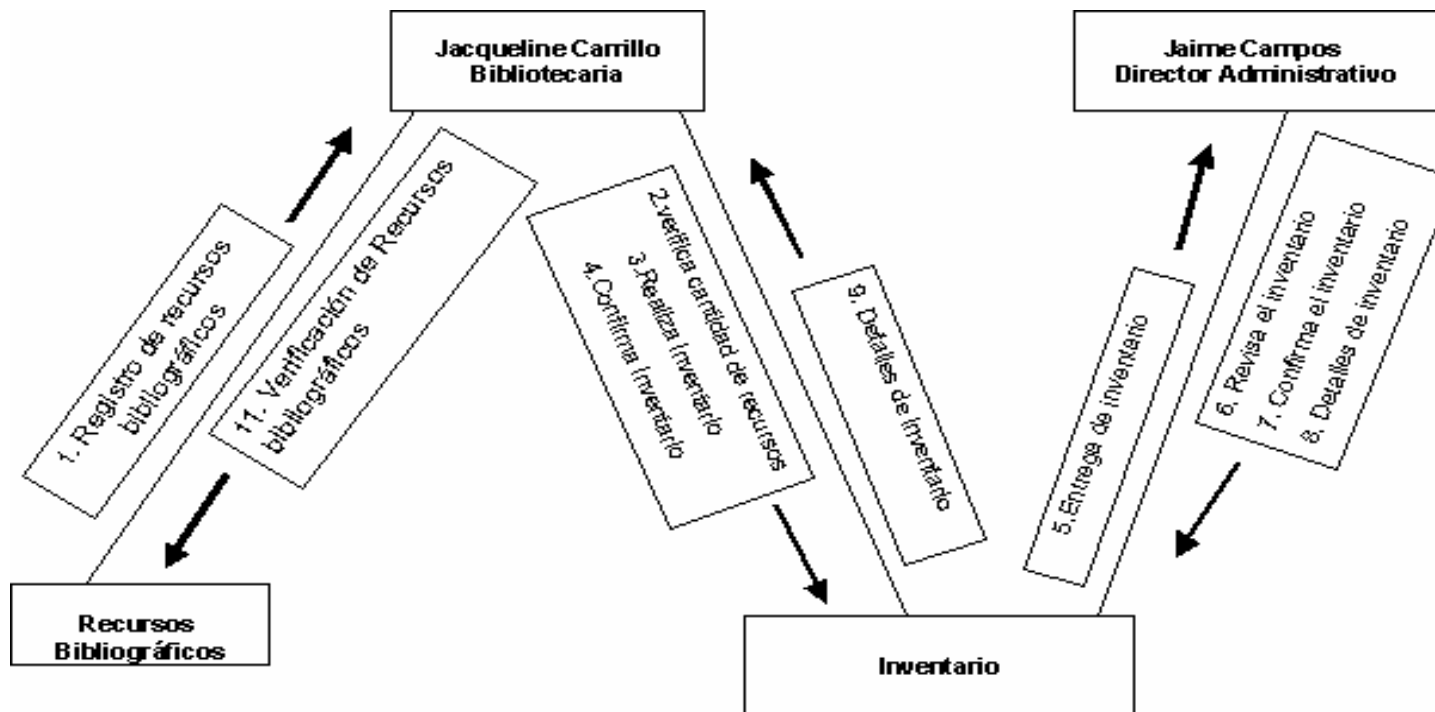 Jacqueline Carrillo
Bibliotecaria
Jaime Campos
Director Administrativo
1. Registro de recursos
bibliográficos
11. Verificación de Recursos
bibliográficos
2.verifica cantidad de recursos
3.Realiza Inventario
4.Confirma Inventario
9. Detalles de inventario
5.Entrega de inventario
6. Revisa el inventario
7. Confirma el inventario
8. Detalles de inventario
Recursos
Bibliográficos
Inventario